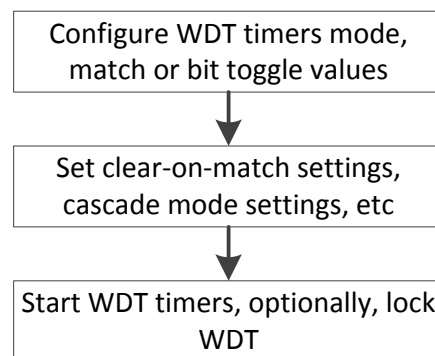 Configure WDT timers mode,
match or bit toggle values
Set clear-on-match settings,
cascade mode settings, etc
Start WDT timers, optionally, lock
WDT